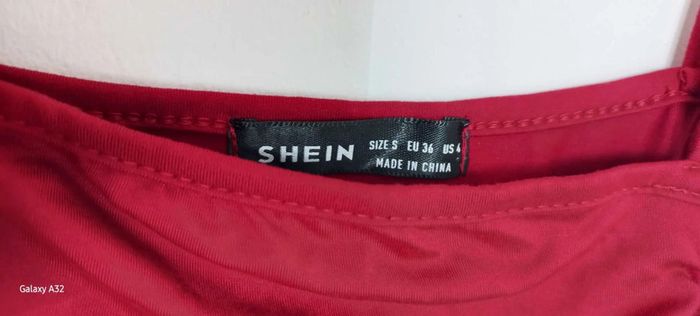 SHEIN SIZE S EU 36 US 4
MADE IN CHINA
Galaxy A32